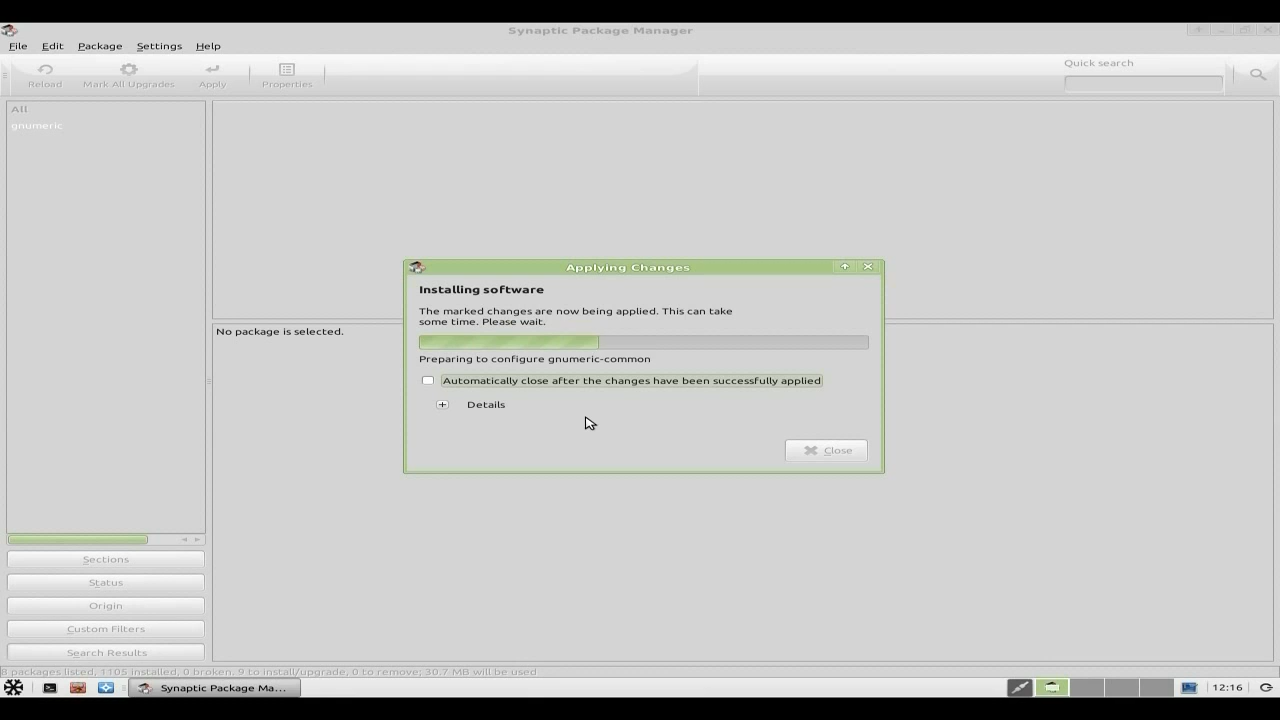 Synaptic Package Manager
File Edit Package Settings Help
Reload Mark All Upgrades Apply Properties
Quick search
All
gnumeric
No package is selected.
Applying Changes
Installing software
The marked changes are now being applied. This can take
some time. Please wait.
Preparing to configure gnumeric-common
Automatically close after the changes have been successfully applied
Details
Close
Sections
Status
Origin
Custom Filters
Search Results
8 packages listed, 1105 installed, 0 broken. 9 to install/upgrade, 0 to remove; 30.7 MB will be used
Synaptic Package Ma...
12:16